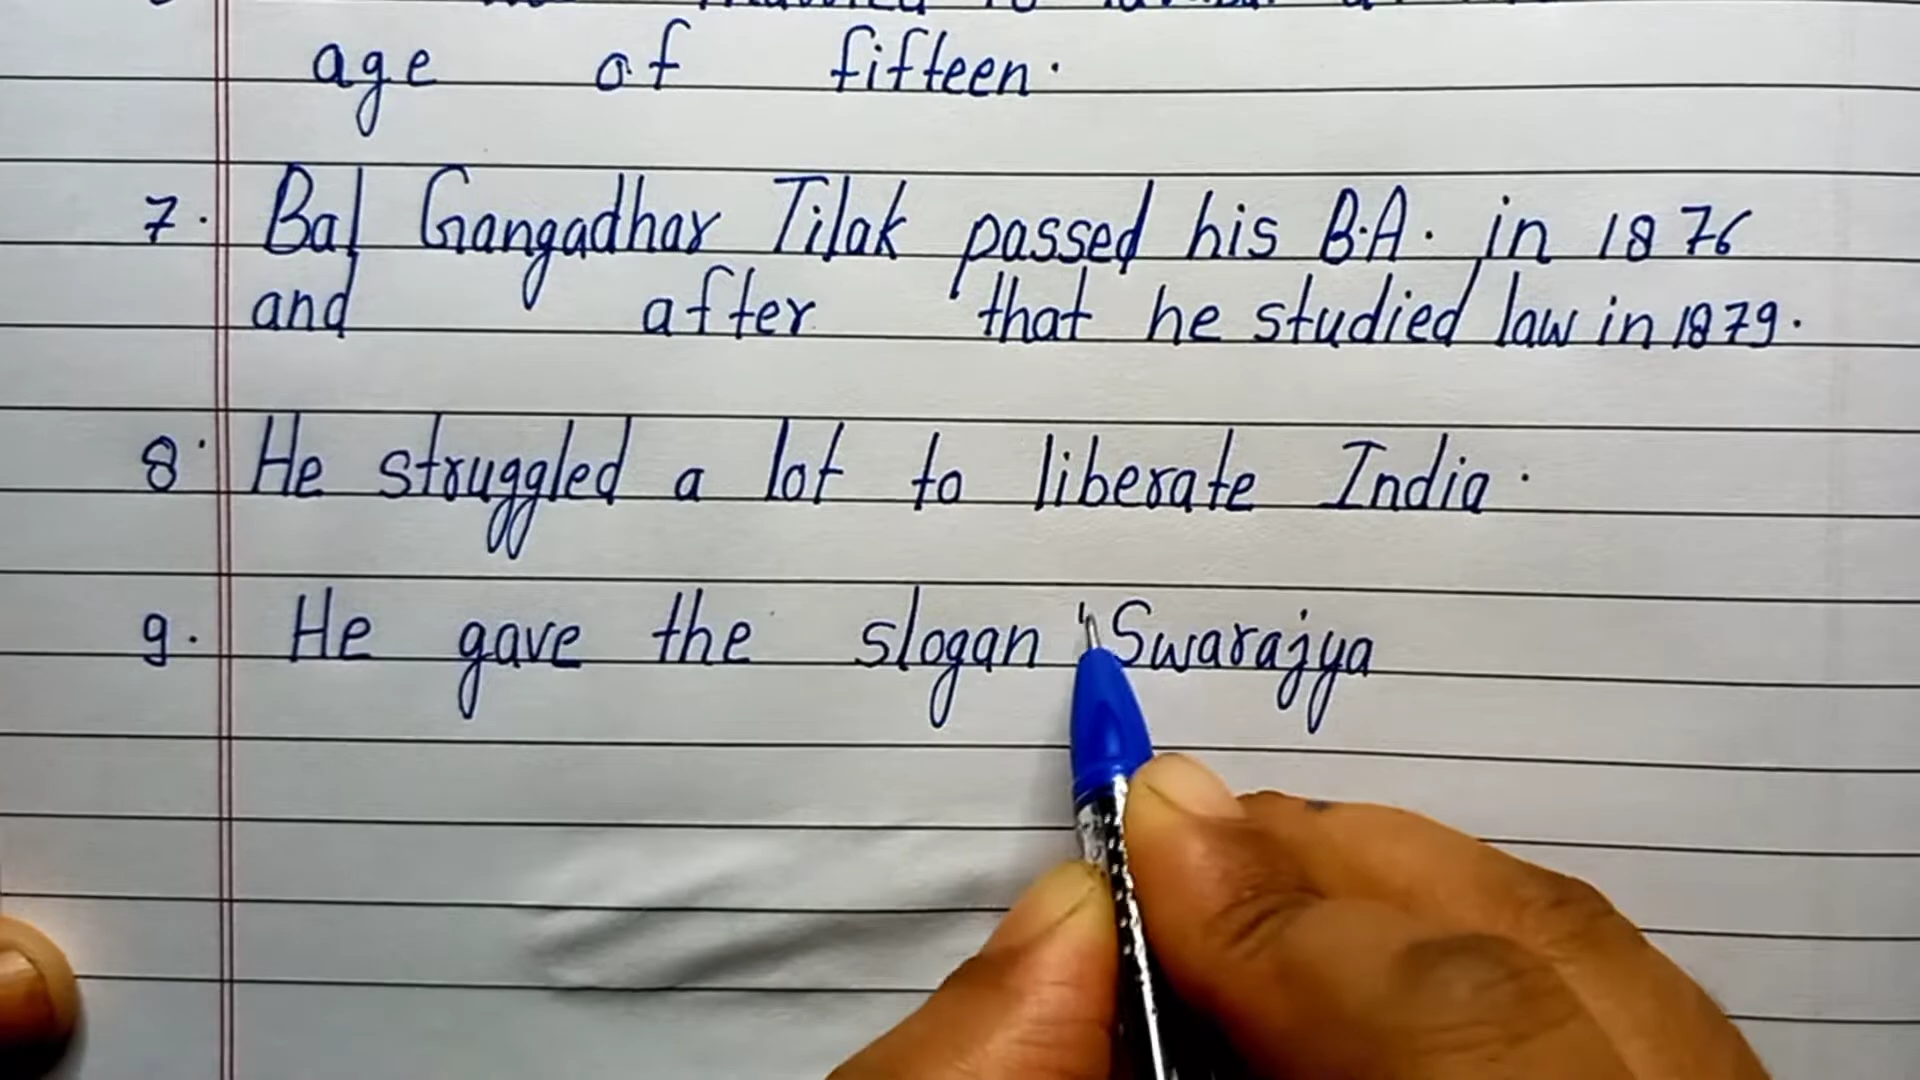 age of fifteen.
7. Bal Gangadhar Tilak passed his B.A. in 1876
and after that he studied law in 1879.
8. He struggled a lot to liberate India.
9. He gave the slogan "Swarajya